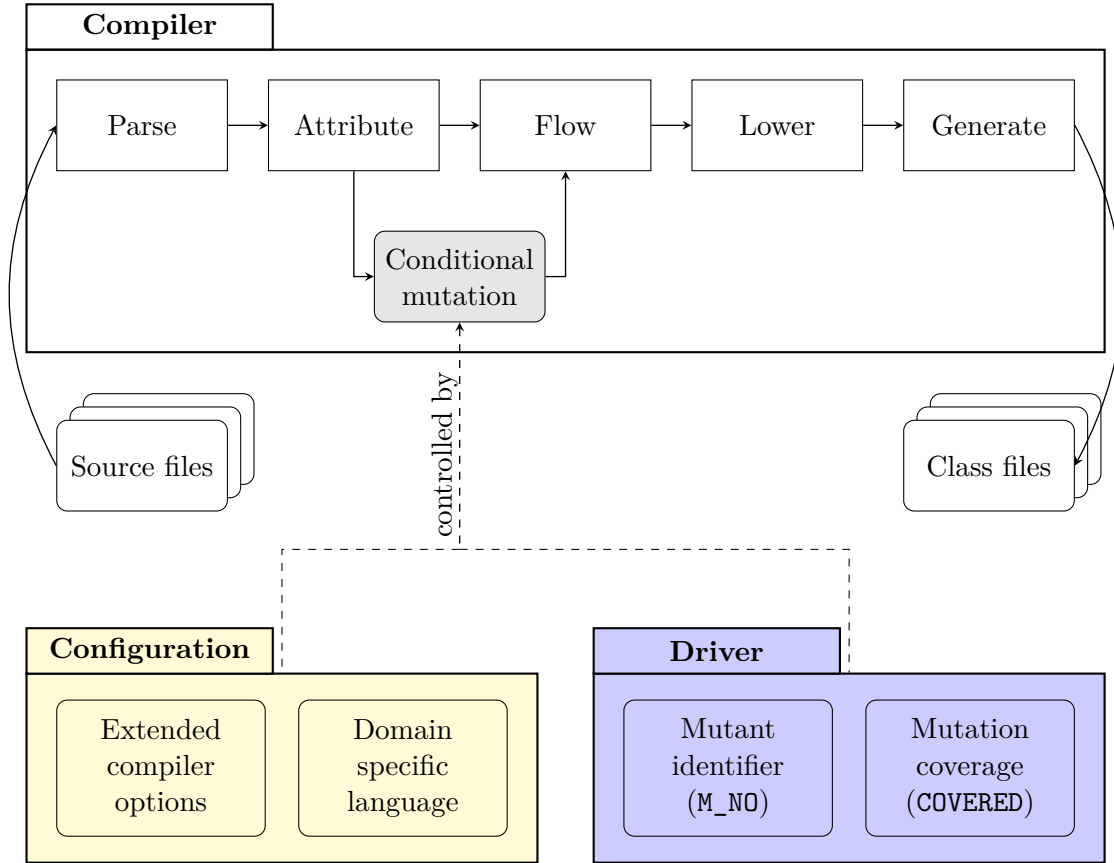 Compiler
Parse
Attribute
Flow
Lower
Generate
Conditional
mutation
controlled by
Source files
Class files
Configuration
Extended
compiler
options
Domain
specific
language
Driver
Mutant
identifier
(M_NO)
Mutation
coverage
(COVERED)